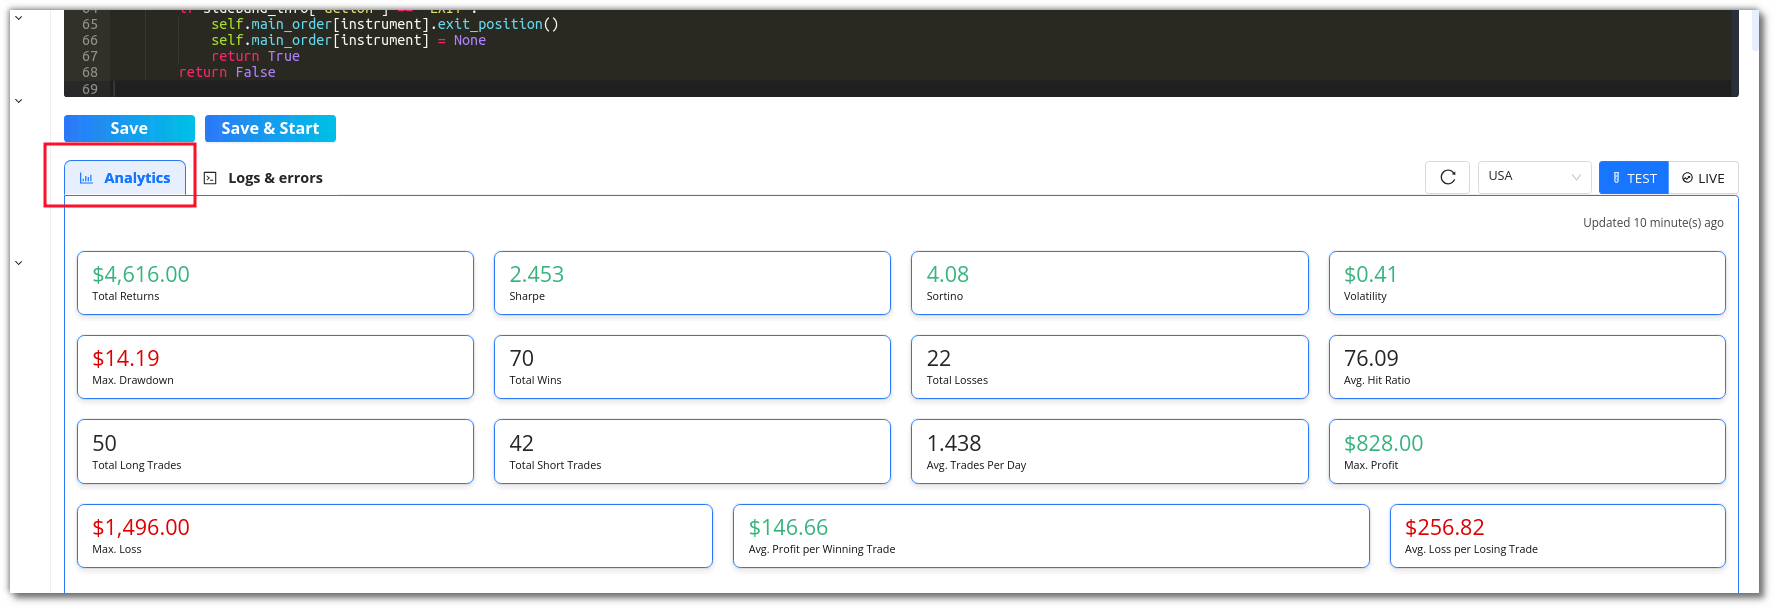 65 self.main_order[instrument].exit_position()
66 self.main_order[instrument] = None
67 return True
68 return False
69
Save Save & Start
Analytics Logs & errors USA TEST LIVE
Updated 10 minute(s) ago
$4,616.00 2.453 4.08 $0.41
Total Returns Sharpe Sortino Volatility
$14.19 70 22 76.09
Max. Drawdown Total Wins Total Losses Avg. Hit Ratio
50 42 1.438 $828.00
Total Long Trades Total Short Trades Avg. Trades Per Day Max. Profit
$1,496.00 $146.66 $256.82
Max. Loss Avg. Profit per Winning Trade Avg. Loss per Losing Trade